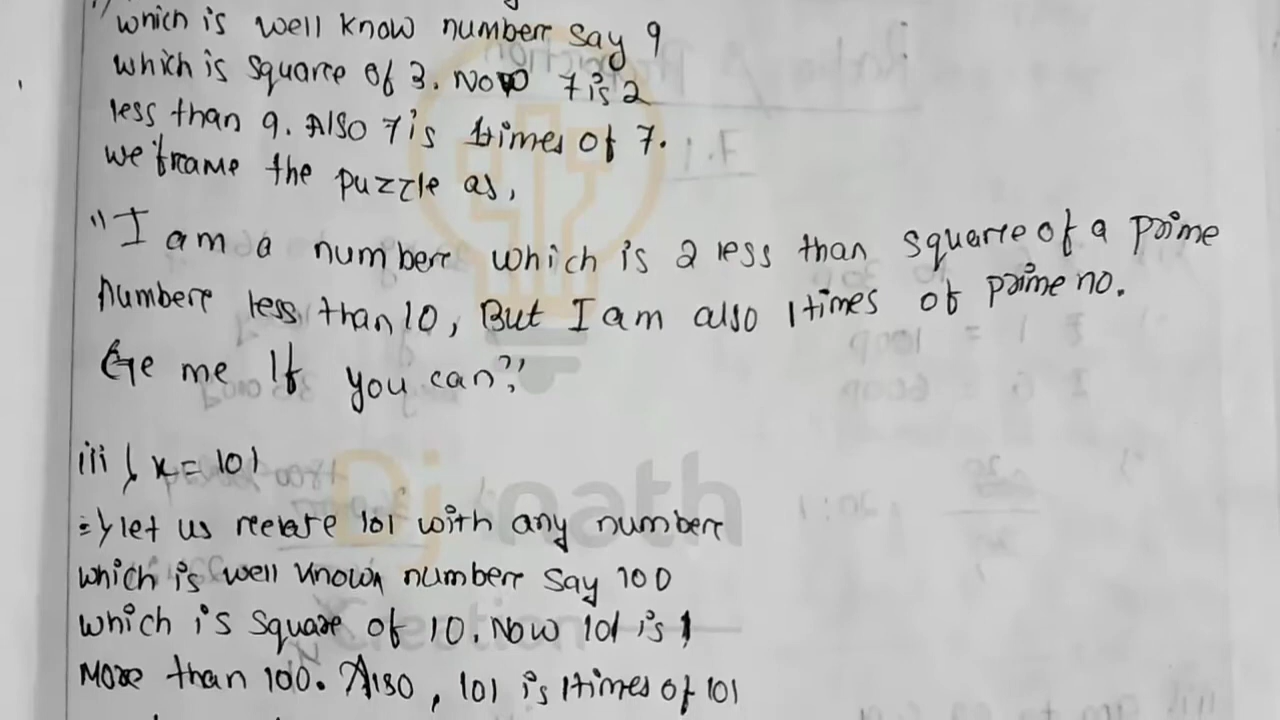 which is well know number say 9
which is square of 3. Now 7 is 2
less than 9. Also 7 is 1times of 7.
we frame the puzzle as,
"I am a number which is 2 less than square of a prime
number less than 10, But I am also 1times of prime no.
Ge me If you can?"
iii) x = 101
=> let us relate 101 with any number
which is well known number say 100
which is square of 10. Now 101 is 1
More than 100. Also, 101 is 1times of 101
Dj nath